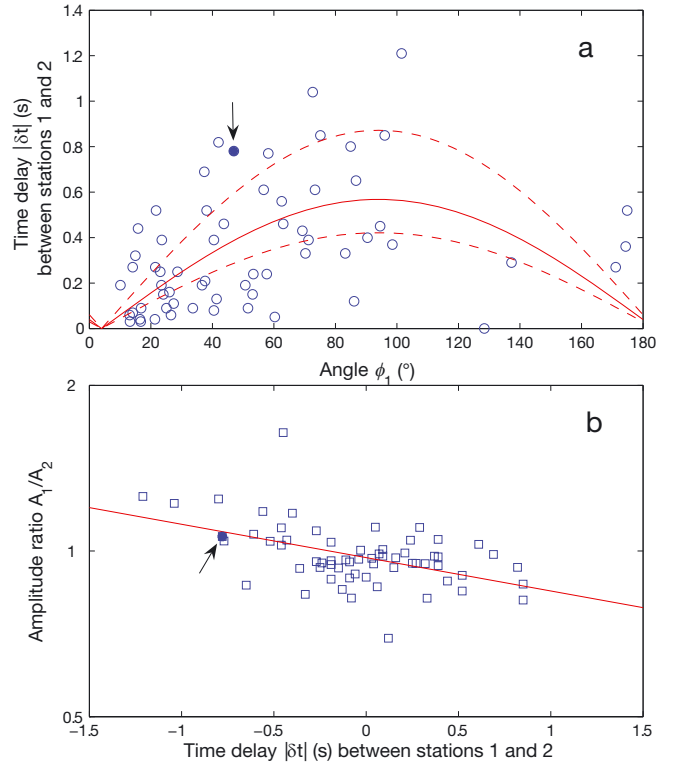 a
Time delay |δt| (s)
between stations 1 and 2
1.4
1.2
1
0.8
0.6
0.4
0.2
0
0 20 40 60 80 100 120 140 160 180
Angle ϕ₁ (°)
b
Amplitude ratio A₁/A₂
2
1
0.5
−1.5 −1 −0.5 0 0.5 1 1.5
Time delay |δt| (s) between stations 1 and 2